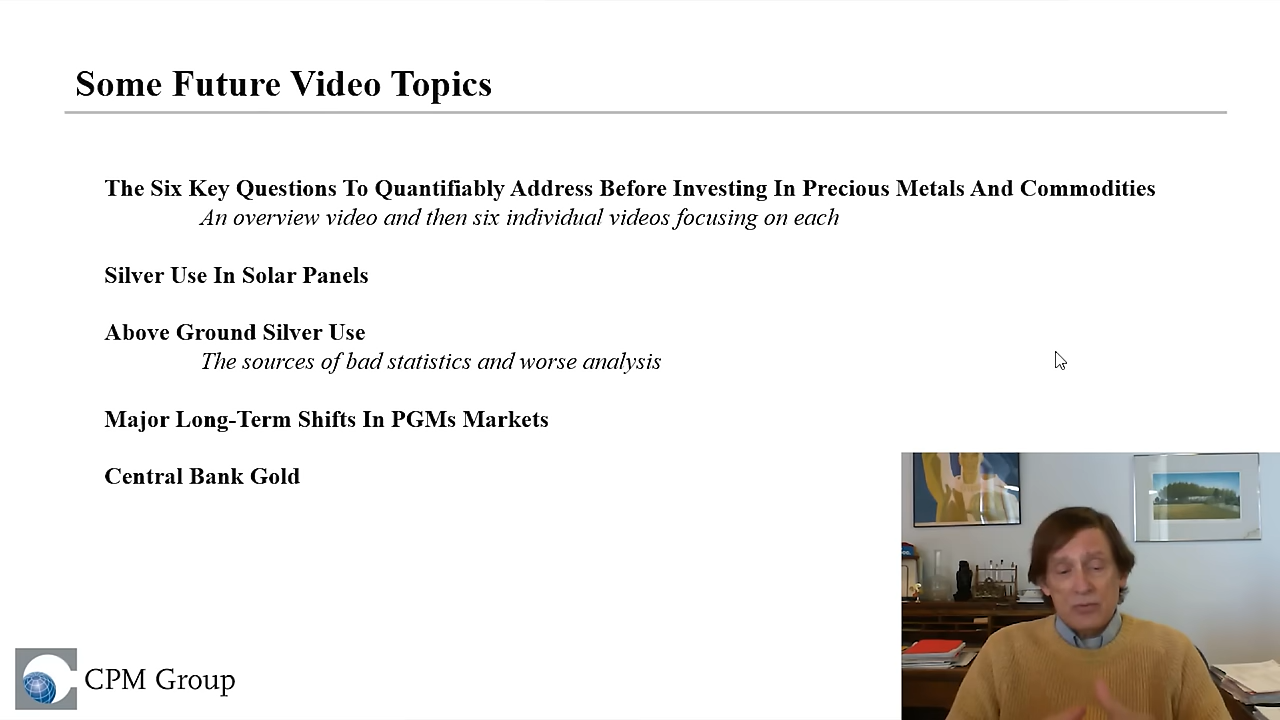 Some Future Video Topics
The Six Key Questions To Quantifiably Address Before Investing In Precious Metals And Commodities
An overview video and then six individual videos focusing on each
Silver Use In Solar Panels
Above Ground Silver Use
The sources of bad statistics and worse analysis
Major Long-Term Shifts In PGMs Markets
Central Bank Gold
CPM Group